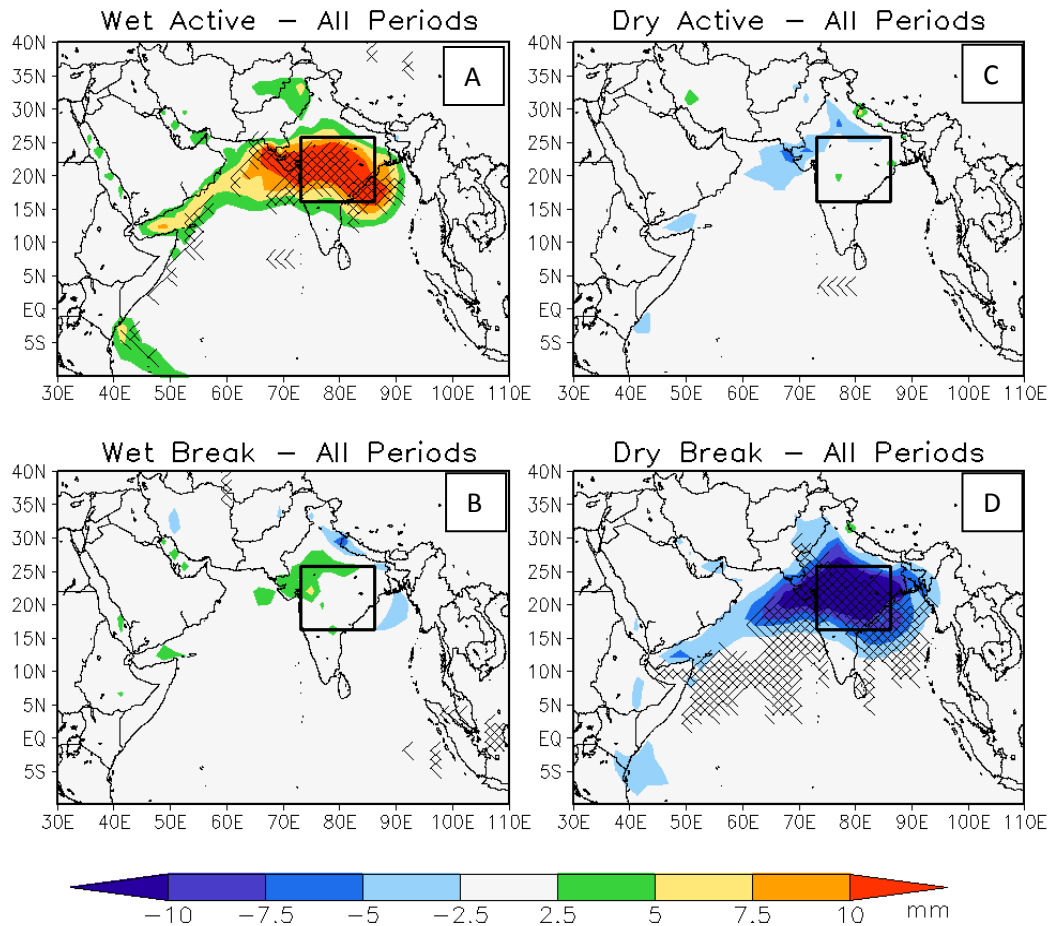 Wet Active – All Periods
Dry Active – All Periods
40N
35N
30N
25N
20N
15N
10N
5N
EQ
5S
A
40N
35N
30N
25N
20N
15N
10N
5N
EQ
5S
C
30E 40E 50E 60E 70E 80E 90E 100E 110E
30E 40E 50E 60E 70E 80E 90E 100E 110E
Wet Break – All Periods
Dry Break – All Periods
40N
35N
30N
25N
20N
15N
10N
5N
EQ
5S
B
40N
35N
30N
25N
20N
15N
10N
5N
EQ
5S
D
30E 40E 50E 60E 70E 80E 90E 100E 110E
30E 40E 50E 60E 70E 80E 90E 100E 110E
−10 −7.5 −5 −2.5 2.5 5 7.5 10 mm